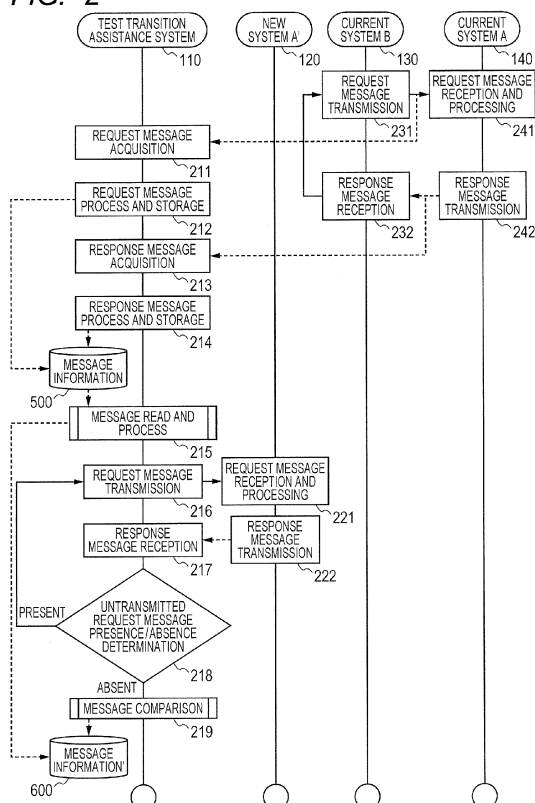 FIG. 2
TEST TRANSITION
ASSISTANCE SYSTEM
110
NEW
SYSTEM A'
120
CURRENT
SYSTEM B
130
CURRENT
SYSTEM A
140
REQUEST
MESSAGE
TRANSMISSION
231
REQUEST MESSAGE
RECEPTION AND
PROCESSING
241
REQUEST MESSAGE
ACQUISITION
211
REQUEST MESSAGE
PROCESS AND STORAGE
212
RESPONSE
MESSAGE
RECEPTION
232
RESPONSE
MESSAGE
TRANSMISSION
242
RESPONSE MESSAGE
ACQUISITION
213
RESPONSE MESSAGE
PROCESS AND STORAGE
214
MESSAGE
INFORMATION
500
MESSAGE READ AND
PROCESS
215
REQUEST MESSAGE
TRANSMISSION
216
REQUEST MESSAGE
RECEPTION AND
PROCESSING
221
RESPONSE
MESSAGE RECEPTION
217
RESPONSE
MESSAGE
TRANSMISSION
222
PRESENT
UNTRANSMITTED
REQUEST MESSAGE
PRESENCE/ABSENCE
DETERMINATION
218
ABSENT
MESSAGE COMPARISON
219
MESSAGE
INFORMATION'
600